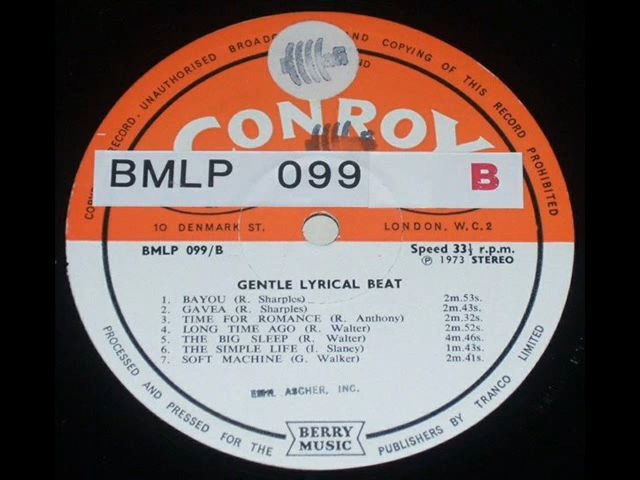 RECORD. UNAUTHORISED BROAD
AND COPYING OF THIS RECORD PROHIBITED
CONROY
BMLP 099 B
10 DENMARK ST. LONDON, W.C.2
BMLP 099/B Speed 33⅓ r.p.m.
℗ 1973 STEREO
GENTLE LYRICAL BEAT
1. BAYOU (R. Sharples) 2m.53s.
2. GAVEA (R. Sharples) 2m.43s.
3. TIME FOR ROMANCE (R. Anthony) 2m.32s.
4. LONG TIME AGO (R. Walter) 2m.52s.
5. THE BIG SLEEP (R. Walter) 4m.46s.
6. THE SIMPLE LIFE (I. Slaney) 1m.43s.
7. SOFT MACHINE (G. Walker) 2m.41s.
ASCHER, INC.
PROCESSED AND PRESSED FOR THE BERRY MUSIC PUBLISHERS BY TRANCO LIMITED